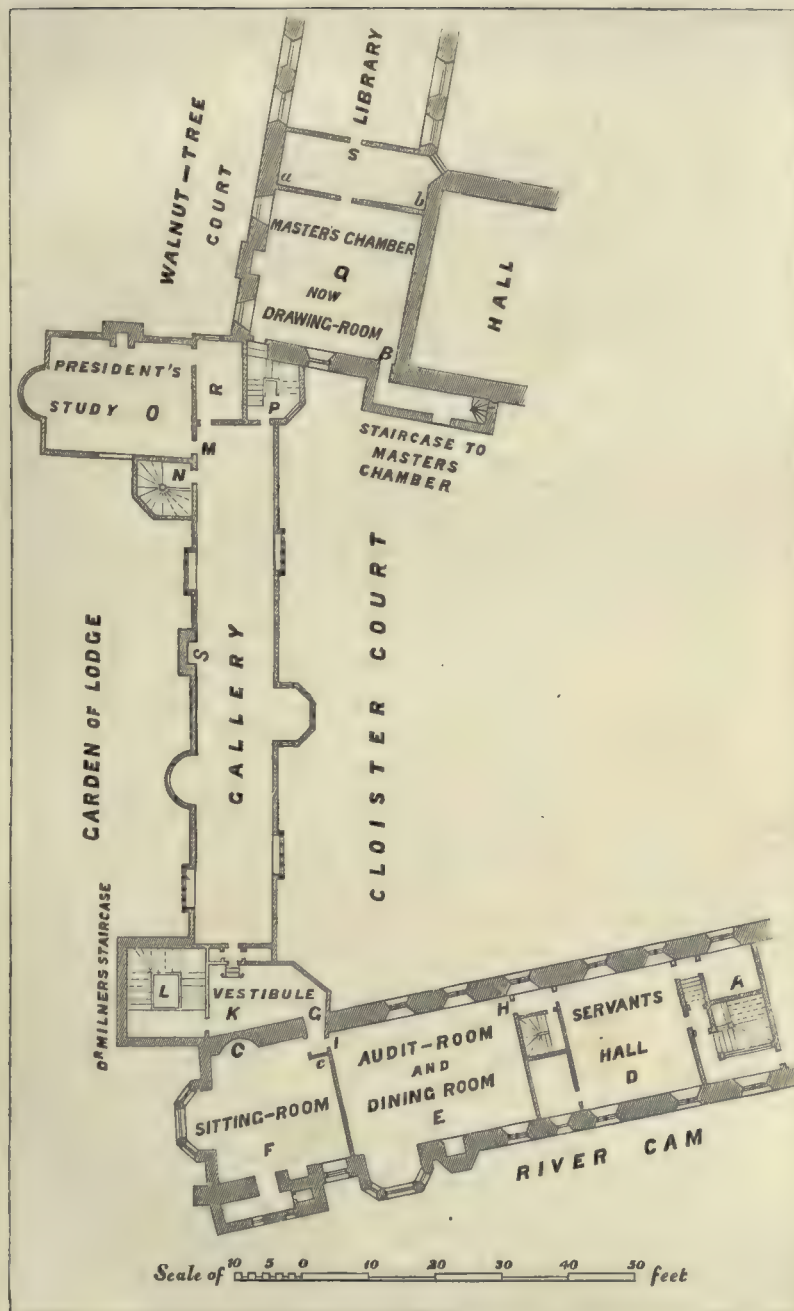 LIBRARY
WALNUT-TREE
COURT
S
a
b
MASTER'S CHAMBER
Q
NOW
DRAWING-ROOM
HALL
B
PRESIDENT'S
STUDY O
R
P
STAIRCASE TO
MASTERS
CHAMBER
M
N
GARDEN OF LODGE
S
GALLERY
CLOISTER COURT
DR MILNERS STAIRCASE
L
VESTIBULE
K
G
H
SERVANTS
A
C
I
c
AUDIT-ROOM
AND
DINING ROOM
E
HALL
D
SITTING-ROOM
F
RIVER CAM
Scale of 10 5 0 10 20 30 40 50 feet